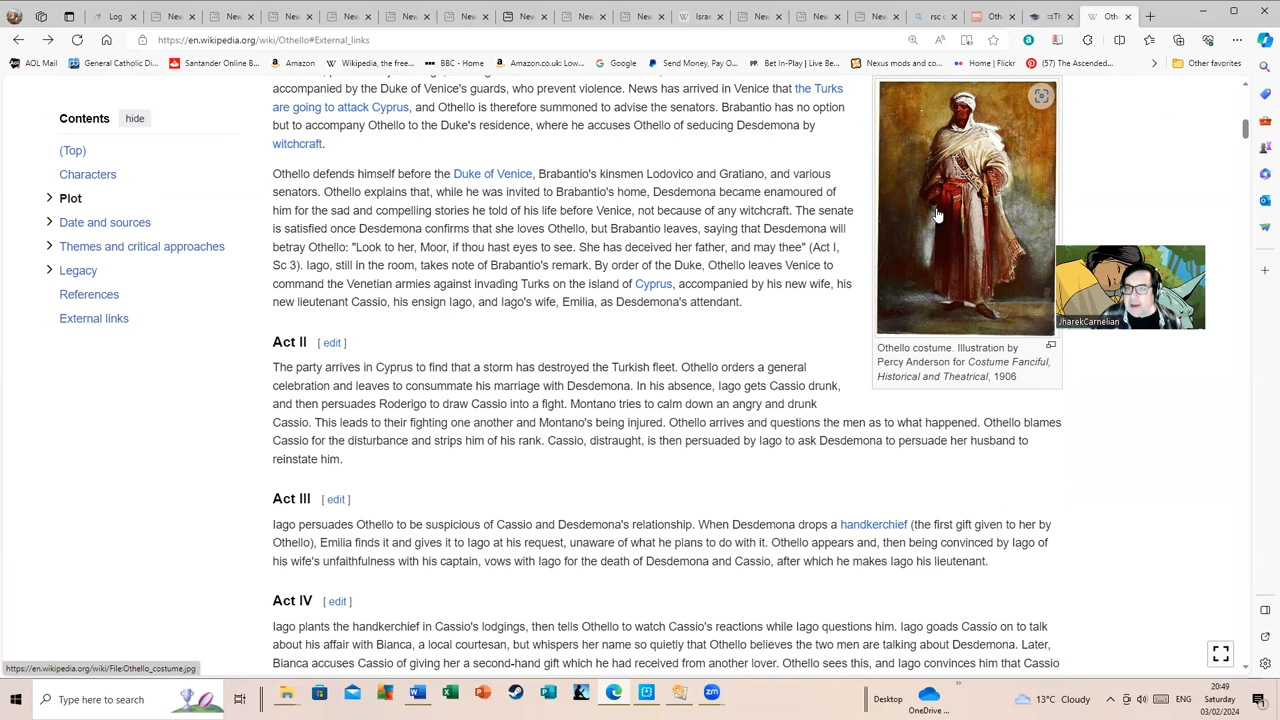 Log
New
New
New
New
New
New
New
New
New
Israe
New
New
New
rsc o
Othe
Othe
https://en.wikipedia.org/wiki/Othello#External_links
AOL Mail
General Catholic Di...
Santander Online B...
Amazon
Wikipedia, the free...
BBC - Home
Amazon.co.uk: Low...
Google
Send Money, Pay O...
Bet In-Play | Live Be...
Home | Flickr
Nexus mods and co...
(57) The Ascended...
Other favorites
accompanied by the Duke of Venice's guards, who prevent violence. News has arrived in Venice that the Turks
are going to attack Cyprus, and Othello is therefore summoned to advise the senators. Brabantio has no option
but to accompany Othello to the Duke's residence, where he accuses Othello of seducing Desdemona by
witchcraft.
Contents hide
(Top)
Characters
Plot
Date and sources
Themes and critical approaches
Legacy
References
External links
Othello defends himself before the Duke of Venice, Brabantio's kinsmen Lodovico and Gratiano, and various
senators. Othello explains that, while he was invited to Brabantio's home, Desdemona became enamoured of
him for the sad and compelling stories he told of his life before Venice, not because of any witchcraft. The senate
is satisfied once Desdemona confirms that she loves Othello, but Brabantio leaves, saying that Desdemona will
betray Othello: "Look to her, Moor, if thou hast eyes to see. She has deceived her father, and may thee" (Act I,
Sc 3). Iago, still in the room, takes note of Brabantio's remark. By order of the Duke, Othello leaves Venice to
command the Venetian armies against invading Turks on the island of Cyprus, accompanied by his new wife, his
new lieutenant Cassio, his ensign Iago, and Iago's wife, Emilia, as Desdemona's attendant.
JharekCarnelian
Othello costume. Illustration by
Percy Anderson for Costume Fanciful,
Historical and Theatrical, 1906
Act II [ edit ]
The party arrives in Cyprus to find that a storm has destroyed the Turkish fleet. Othello orders a general
celebration and leaves to consummate his marriage with Desdemona. In his absence, Iago gets Cassio drunk,
and then persuades Roderigo to draw Cassio into a fight. Montano tries to calm down an angry and drunk
Cassio. This leads to their fighting one another and Montano's being injured. Othello arrives and questions the men as to what happened. Othello blames
Cassio for the disturbance and strips him of his rank. Cassio, distraught, is then persuaded by Iago to ask Desdemona to persuade her husband to
reinstate him.
Act III [ edit ]
Iago persuades Othello to be suspicious of Cassio and Desdemona's relationship. When Desdemona drops a handkerchief (the first gift given to her by
Othello), Emilia finds it and gives it to Iago at his request, unaware of what he plans to do with it. Othello appears and, then being convinced by Iago of
his wife's unfaithfulness with his captain, vows with Iago for the death of Desdemona and Cassio, after which he makes Iago his lieutenant.
Act IV [ edit ]
Iago plants the handkerchief in Cassio's lodgings, then tells Othello to watch Cassio's reactions while Iago questions him. Iago goads Cassio on to talk
about his affair with Bianca, a local courtesan, but whispers her name so quietly that Othello believes the two men are talking about Desdemona. Later,
Bianca accuses Cassio of giving her a second-hand gift which he had received from another lover. Othello sees this, and Iago convinces him that Cassio
https://en.wikipedia.org/wiki/File:Othello_costume.jpg
Type here to search
Desktop
OneDrive ...
13°C Cloudy
ENG
20:49
Saturday
03/02/2024